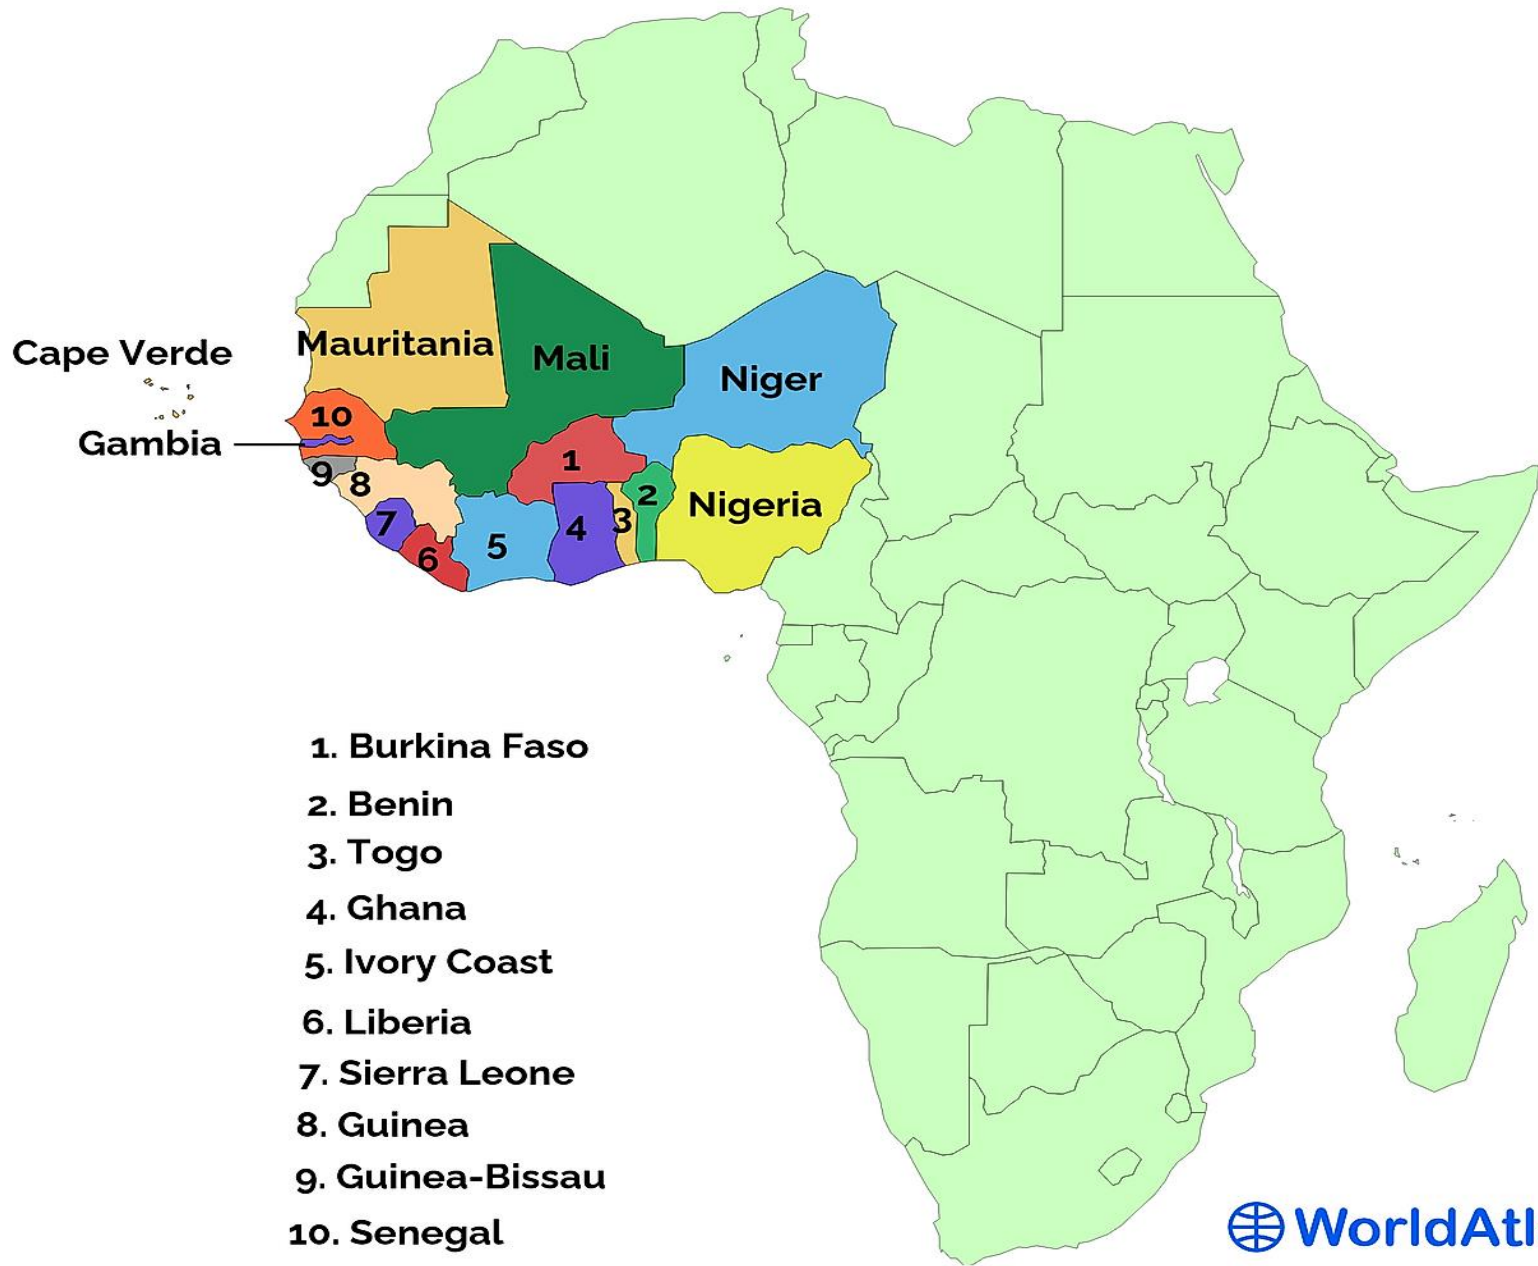 Mauritania
Cape Verde
Mali
Niger
10
Gambia
1
9
8
2
Nigeria
7
3
4
5
6
1. Burkina Faso
2. Benin
3. Togo
4. Ghana
5. Ivory Coast
6. Liberia
7. Sierra Leone
8. Guinea
9. Guinea-Bissau
10. Senegal
WorldAtl